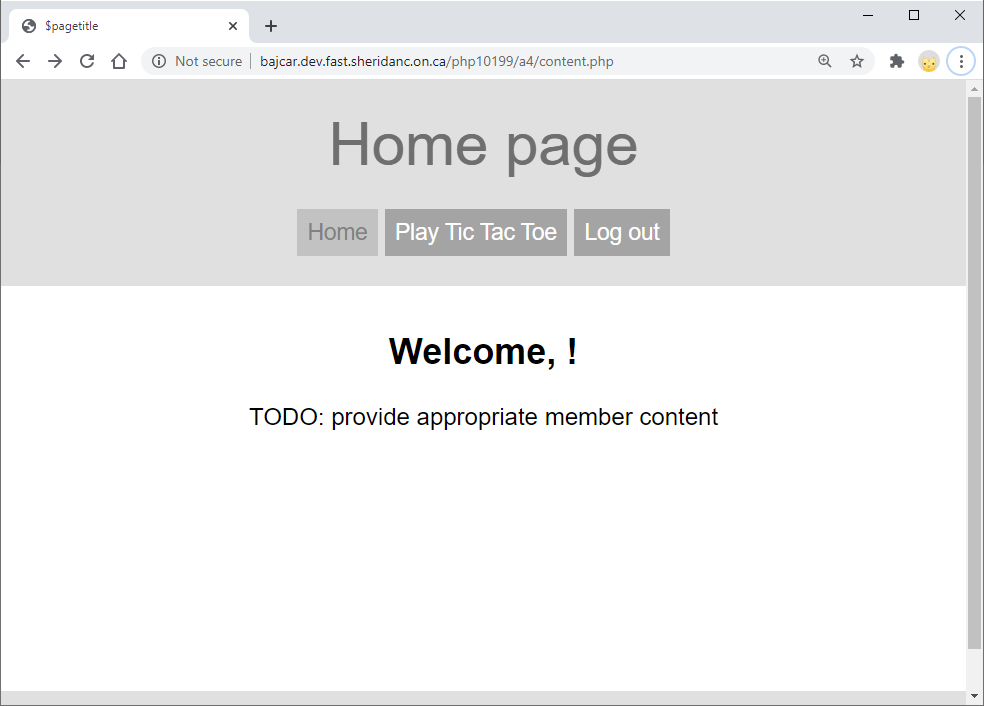 $pagetitle
Not secure bajcar.dev.fast.sheridanc.on.ca/php10199/a4/content.php
Home page
Home Play Tic Tac Toe Log out
Welcome, !
TODO: provide appropriate member content